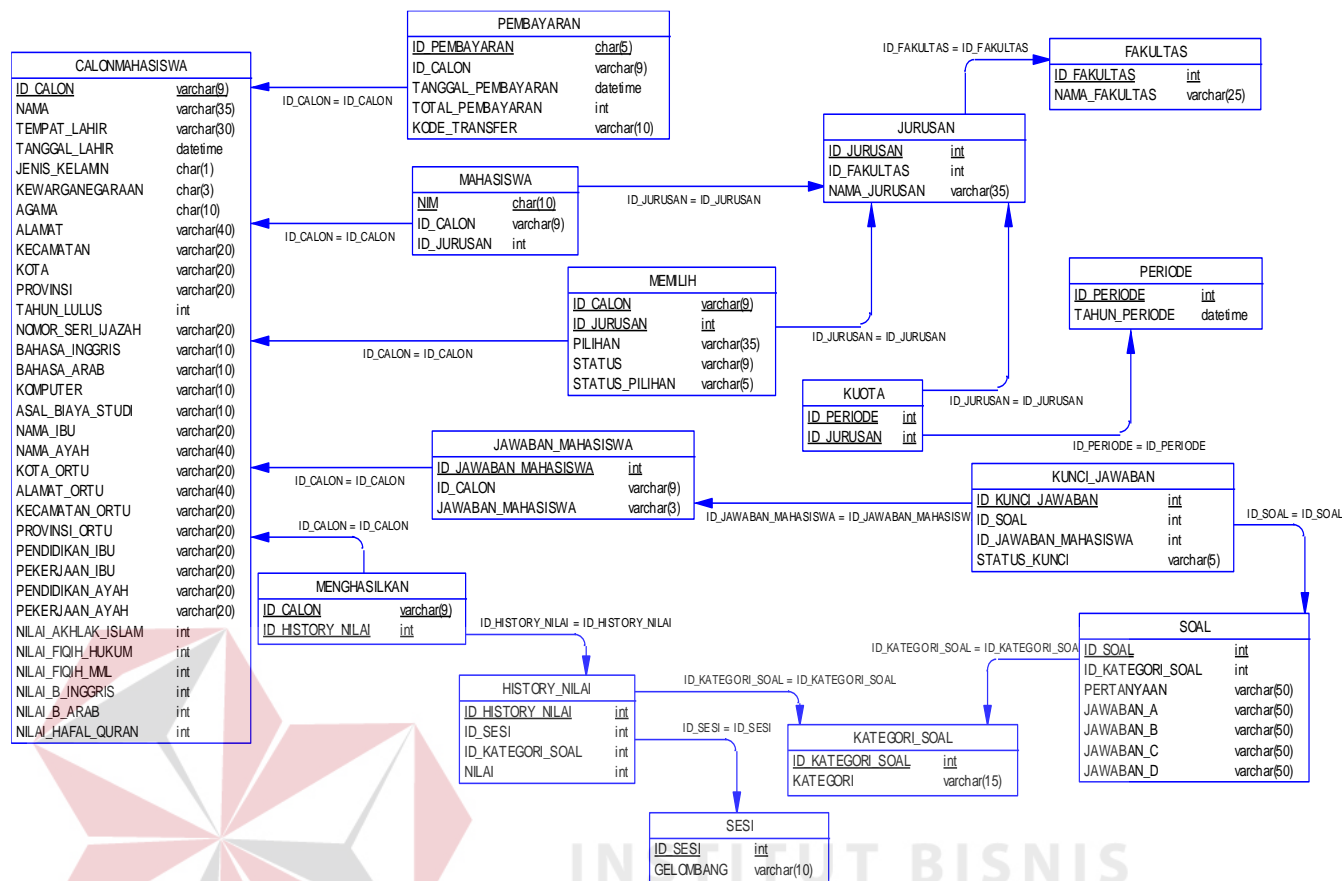 PEMBAYARAN
ID_PEMBAYARAN char(5)
ID_CALON varchar(9)
TANGGAL_PEMBAYARAN datetime
TOTAL_PEMBAYARAN int
KODE_TRANSFER varchar(10)
CALONMAHASISWA
ID_CALON varchar(9)
NAMA varchar(35)
TEMPAT_LAHIR varchar(30)
TANGGAL_LAHIR datetime
JENIS_KELAMIN char(1)
KEWARGANEGARAAN char(3)
AGAMA char(10)
ALAMAT varchar(40)
KECAMATAN varchar(20)
KOTA varchar(20)
PROVINSI varchar(20)
TAHUN_LULUS int
NOMOR_SERI_IJAZAH varchar(20)
BAHASA_INGGRIS varchar(10)
BAHASA_ARAB varchar(10)
KOMPUTER varchar(10)
ASAL_BIAYA_STUDI varchar(10)
NAMA_IBU varchar(20)
NAMA_AYAH varchar(40)
KOTA_ORTU varchar(20)
ALAMAT_ORTU varchar(40)
KECAMATAN_ORTU varchar(20)
PROVINSI_ORTU varchar(20)
PENDIDIKAN_IBU varchar(20)
PEKERJAAN_IBU varchar(20)
PENDIDIKAN_AYAH varchar(20)
PEKERJAAN_AYAH varchar(20)
NILAI_AKHLAK_ISLAM int
NILAI_FIQIH_HUKUM int
NILAI_FIQIH_MML int
NILAI_B_INGGRIS int
NILAI_B_ARAB int
NILAI_HAFAL_QURAN int
ID_CALON = ID_CALON
ID_FAKULTAS = ID_FAKULTAS
FAKULTAS
ID_FAKULTAS int
NAMA_FAKULTAS varchar(25)
JURUSAN
ID_JURUSAN int
ID_FAKULTAS int
NAMA_JURUSAN varchar(35)
MAHASISWA
NIM char(10)
ID_CALON varchar(9)
ID_JURUSAN int
ID_JURUSAN = ID_JURUSAN
ID_CALON = ID_CALON
MEMILIH
ID_CALON varchar(9)
ID_JURUSAN int
PILIHAN varchar(35)
STATUS varchar(9)
STATUS_PILIHAN varchar(5)
ID_JURUSAN = ID_JURUSAN
ID_CALON = ID_CALON
PERIODE
ID_PERIODE int
TAHUN_PERIODE datetime
KUOTA
ID_PERIODE int
ID_JURUSAN int
ID_JURUSAN = ID_JURUSAN
ID_PERIODE = ID_PERIODE
JAWABAN_MAHASISWA
ID_JAWABAN_MAHASISWA int
ID_CALON varchar(9)
JAWABAN_MAHASISWA varchar(3)
ID_CALON = ID_CALON
KUNCI_JAWABAN
ID_KUNCI_JAWABAN int
ID_SOAL int
ID_JAWABAN_MAHASISWA int
STATUS_KUNCI varchar(5)
ID_JAWABAN_MAHASISWA = ID_JAWABAN_MAHASISW
ID_SOAL = ID_SOAL
ID_CALON = ID_CALON
MENGHASILKAN
ID_CALON varchar(9)
ID_HISTORY_NILAI int
ID_HISTORY_NILAI = ID_HISTORY_NILAI
SOAL
ID_SOAL int
ID_KATEGORI_SOAL int
PERTANYAAN varchar(50)
JAWABAN_A varchar(50)
JAWABAN_B varchar(50)
JAWABAN_C varchar(50)
JAWABAN_D varchar(50)
ID_KATEGORI_SOAL = ID_KATEGORI_SOA
HISTORY_NILAI
ID_HISTORY_NILAI int
ID_SESI int
ID_KATEGORI_SOAL int
NILAI int
ID_KATEGORI_SOAL = ID_KATEGORI_SOAL
ID_SESI = ID_SESI
KATEGORI_SOAL
ID_KATEGORI_SOAL int
KATEGORI varchar(15)
SESI
ID_SESI int
GELOMBANG varchar(10)
INSTITUT BISNIS